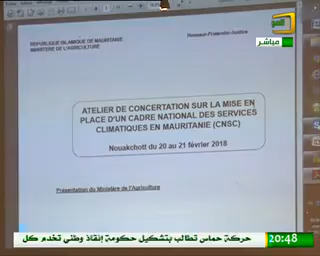 REPUBLIQUE ISLAMIQUE DE MAURITANIE
MINISTERE DE L'AGRICULTURE
Honneur-Fraternité-Justice
مباشر
ATELIER DE CONCERTATION SUR LA MISE EN
PLACE D'UN CADRE NATIONAL DES SERVICES
CLIMATIQUES EN MAURITANIE (CNSC)
Nouakchott du 20 au 21 février 2018
Présentation du Ministère de l'Agriculture
حركة حماس تطالب بتشكيل حكومة إنقاذ وطني تخدم كل
20:48